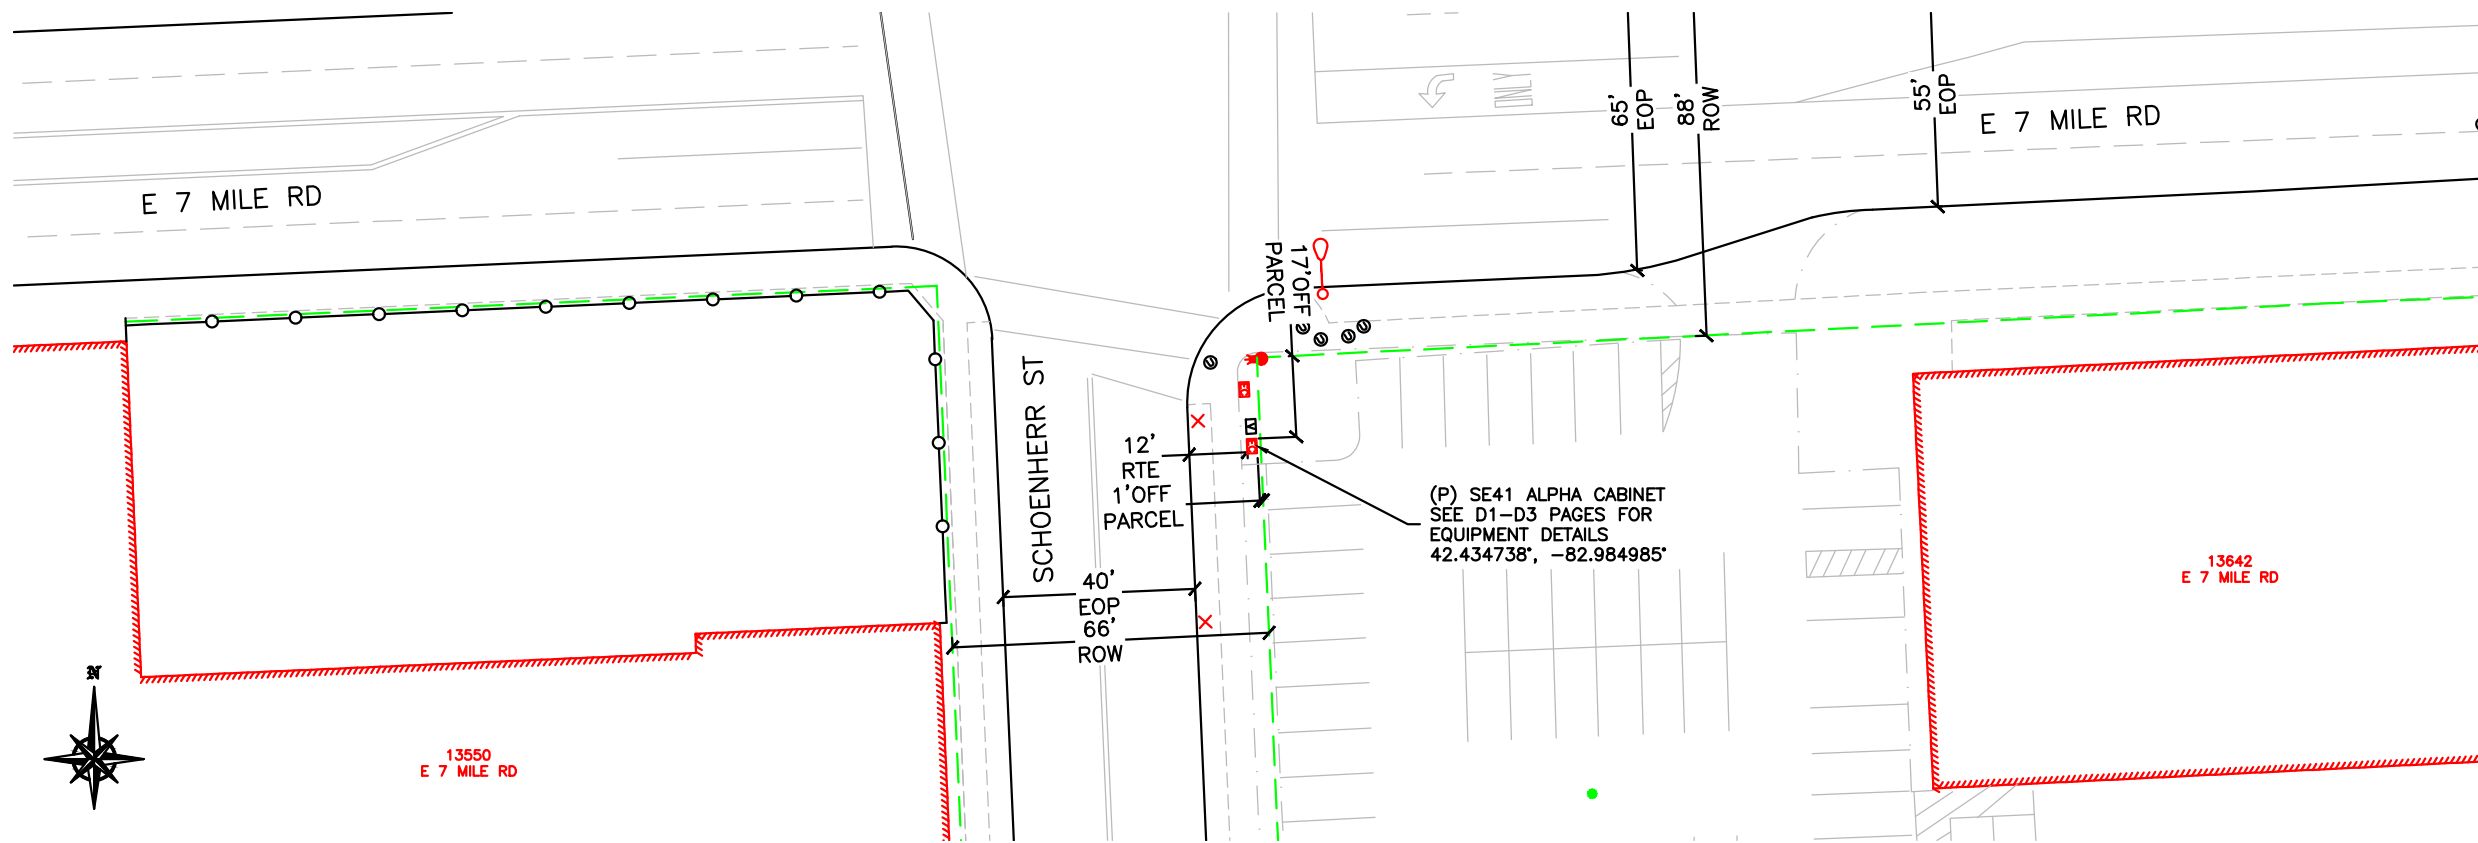 E 7 MILE RD
65'
EOP
88'
ROW
55'
EOP
E 7 MILE RD
17'OFF
PARCEL
SCHOENHERR ST
12'
RTE
1'OFF
PARCEL
(P) SE41 ALPHA CABINET
SEE D1-D3 PAGES FOR
EQUIPMENT DETAILS
42.434738°, -82.984985°
40'
EOP
66'
ROW
13642
E 7 MILE RD
13550
E 7 MILE RD
V